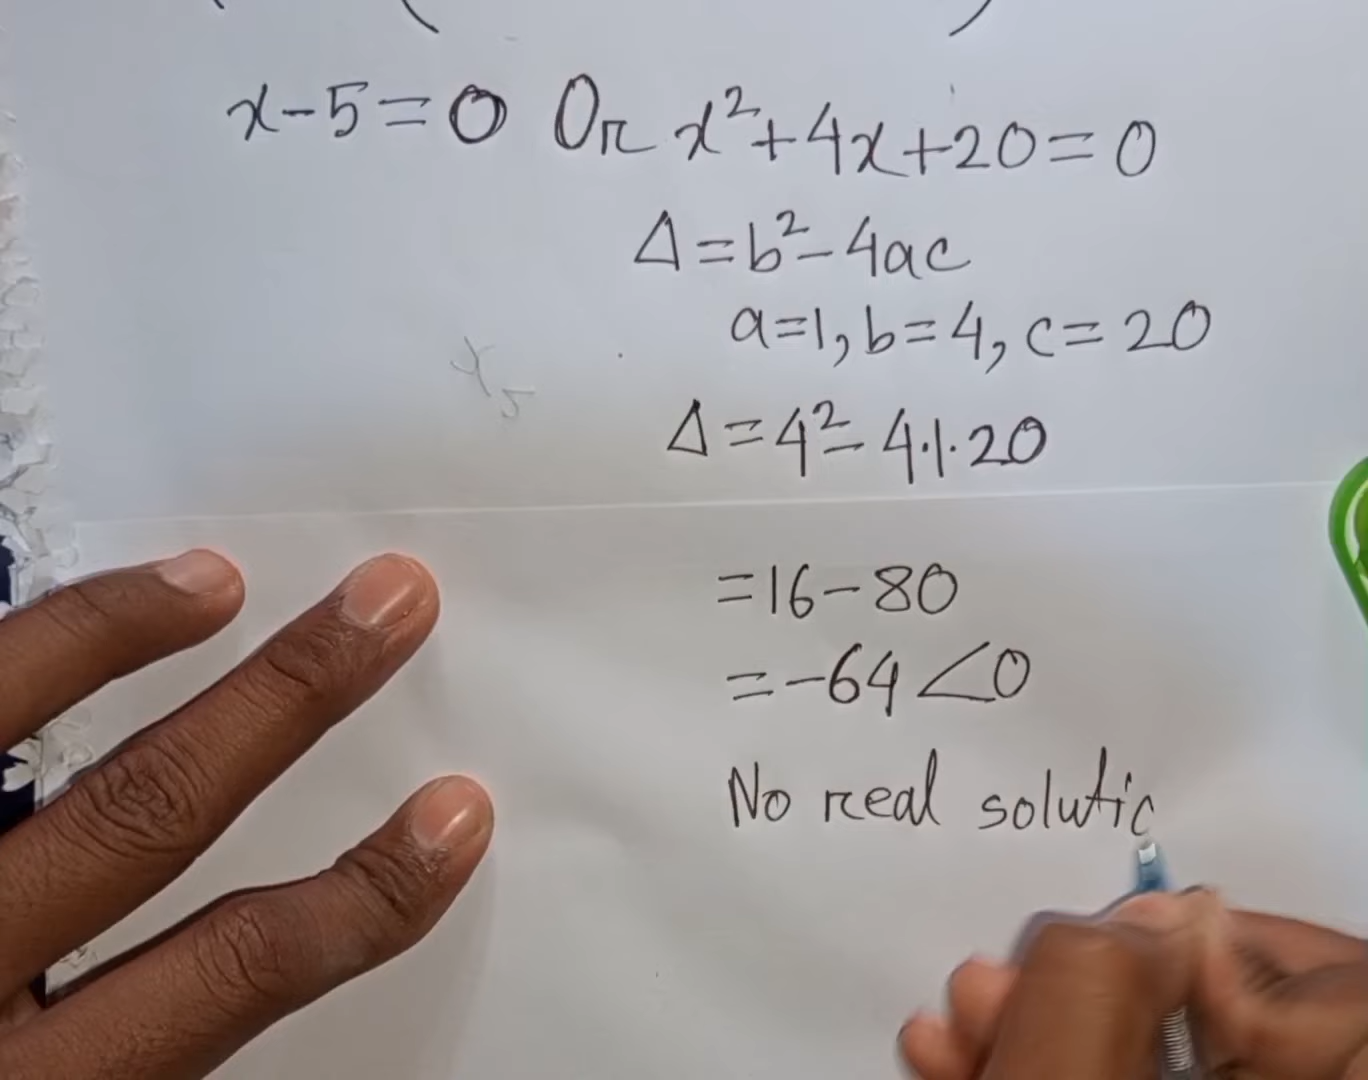 x-5=0 Or x²+4x+20=0
Δ=b²-4ac
a=1, b=4, c=20
Δ=4²-4·1·20
=16-80
=-64<0
No real solutio